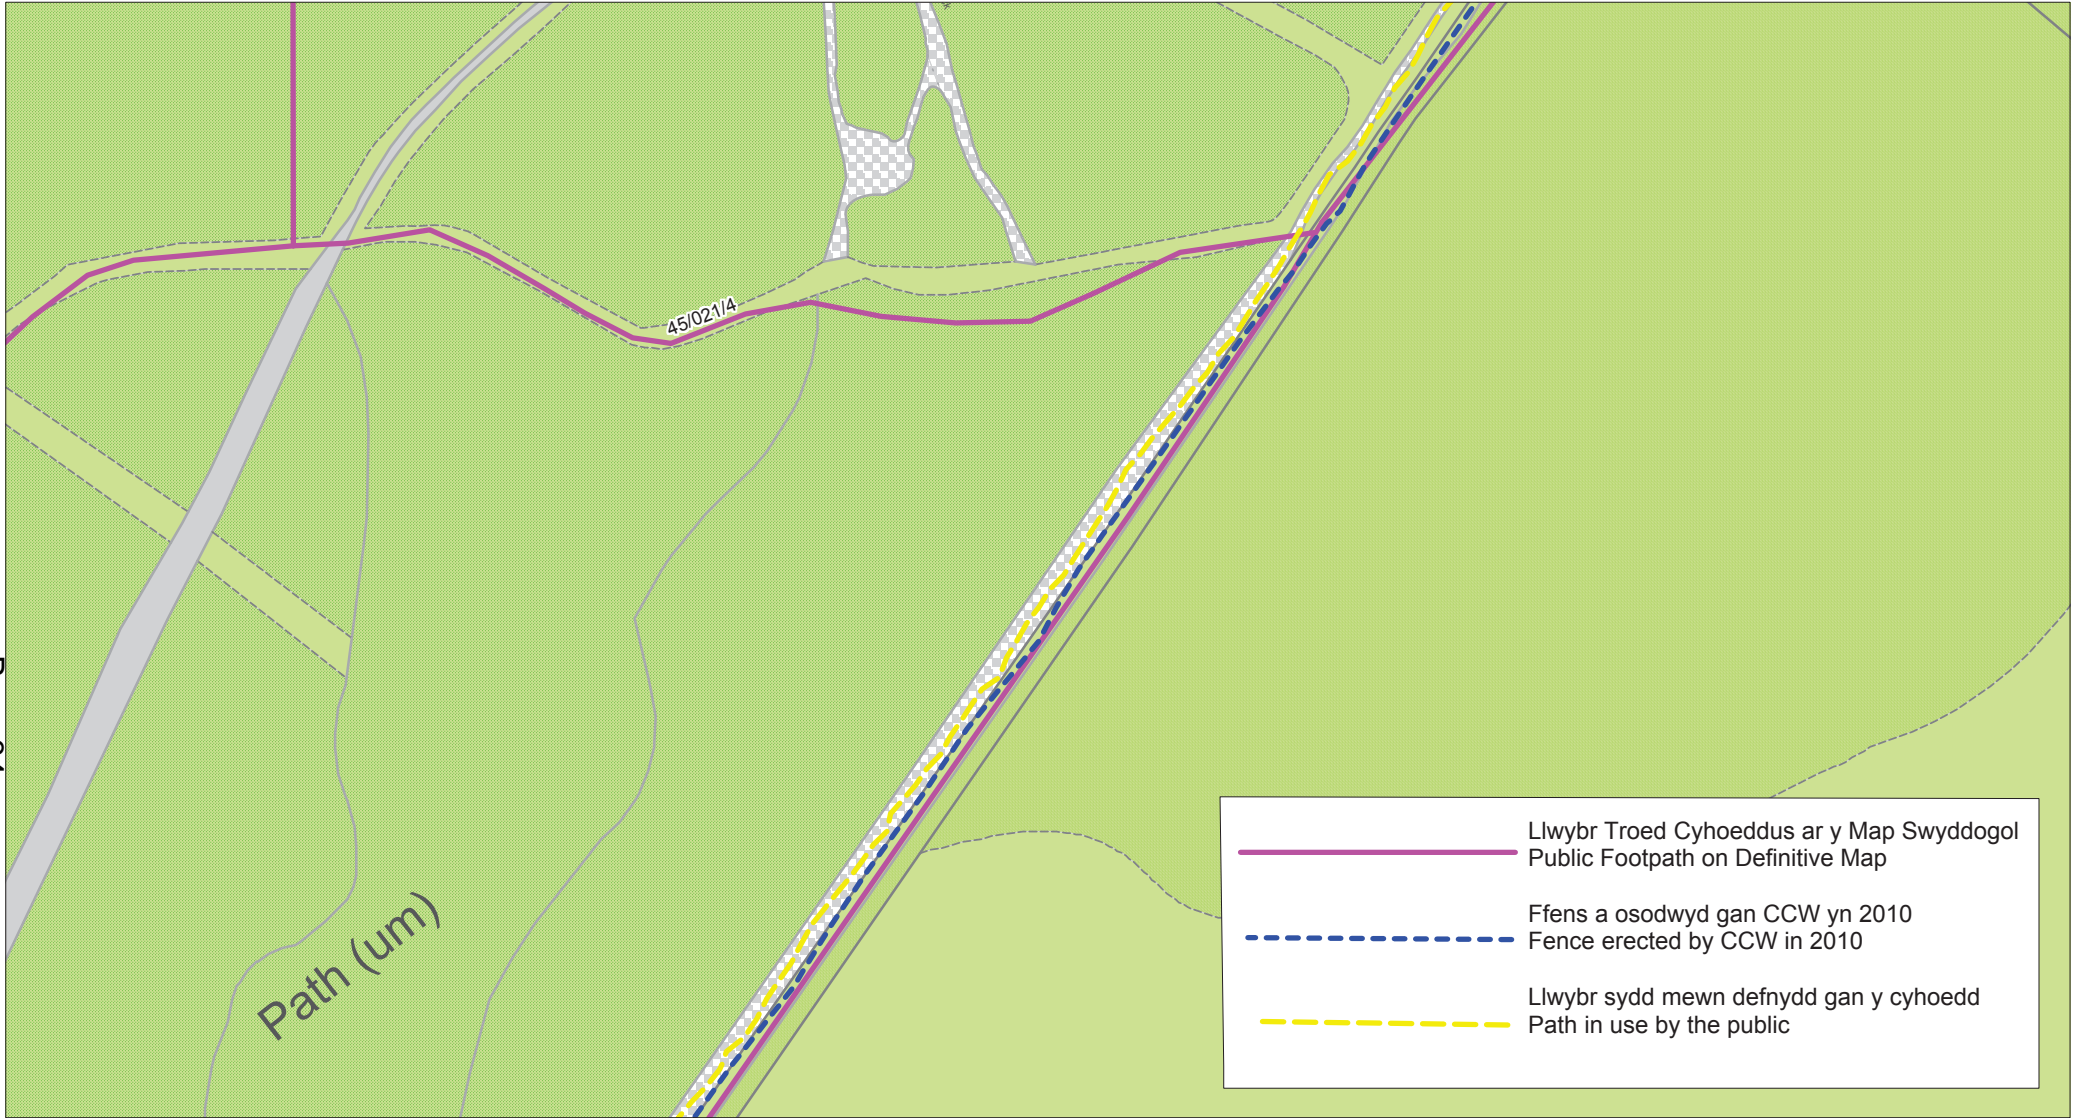 45/021/4
Path (um)
Llwybr Troed Cyhoeddus ar y Map Swyddogol
Public Footpath on Definitive Map
Ffens a osodwyd gan CCW yn 2010
Fence erected by CCW in 2010
Llwybr sydd mewn defnydd gan y cyhoedd
Path in use by the public